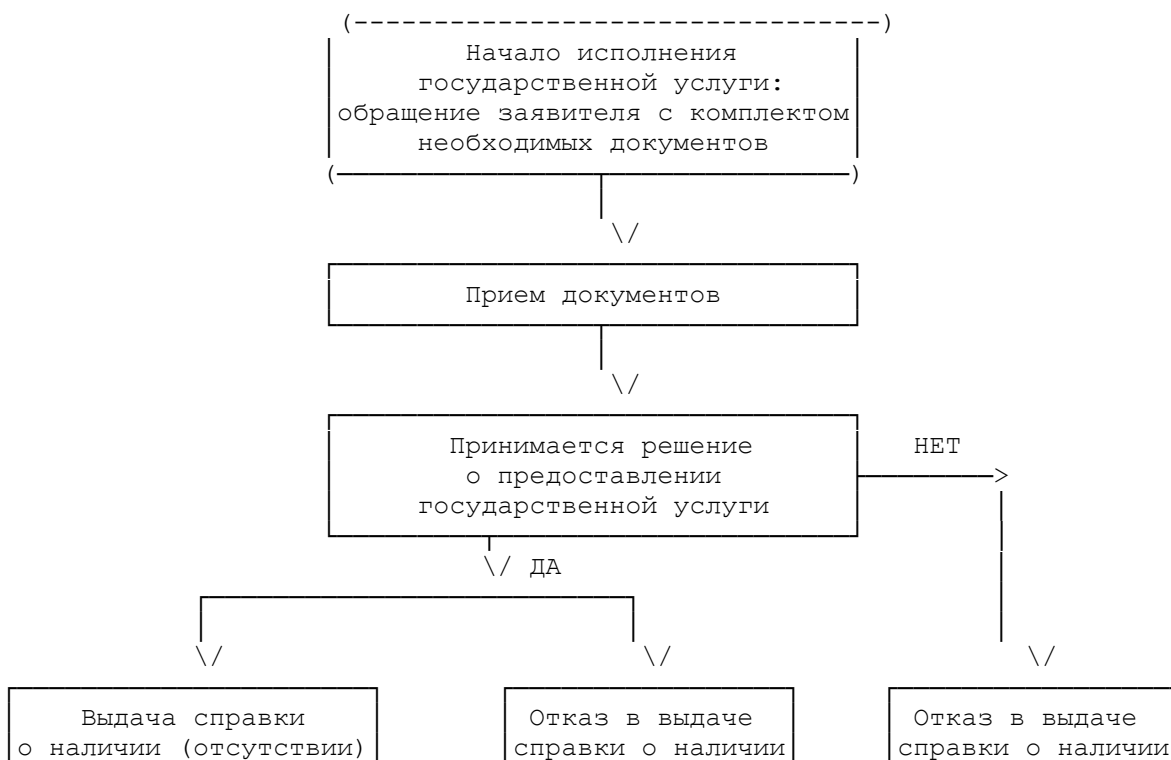 Начало исполнения
государственной услуги:
обращение заявителя с комплектом
необходимых документов
Прием документов
Принимается решение
о предоставлении
государственной услуги
НЕТ
ДА
Выдача справки
о наличии (отсутствии)
Отказ в выдаче
справки о наличии
Отказ в выдаче
справки о наличии